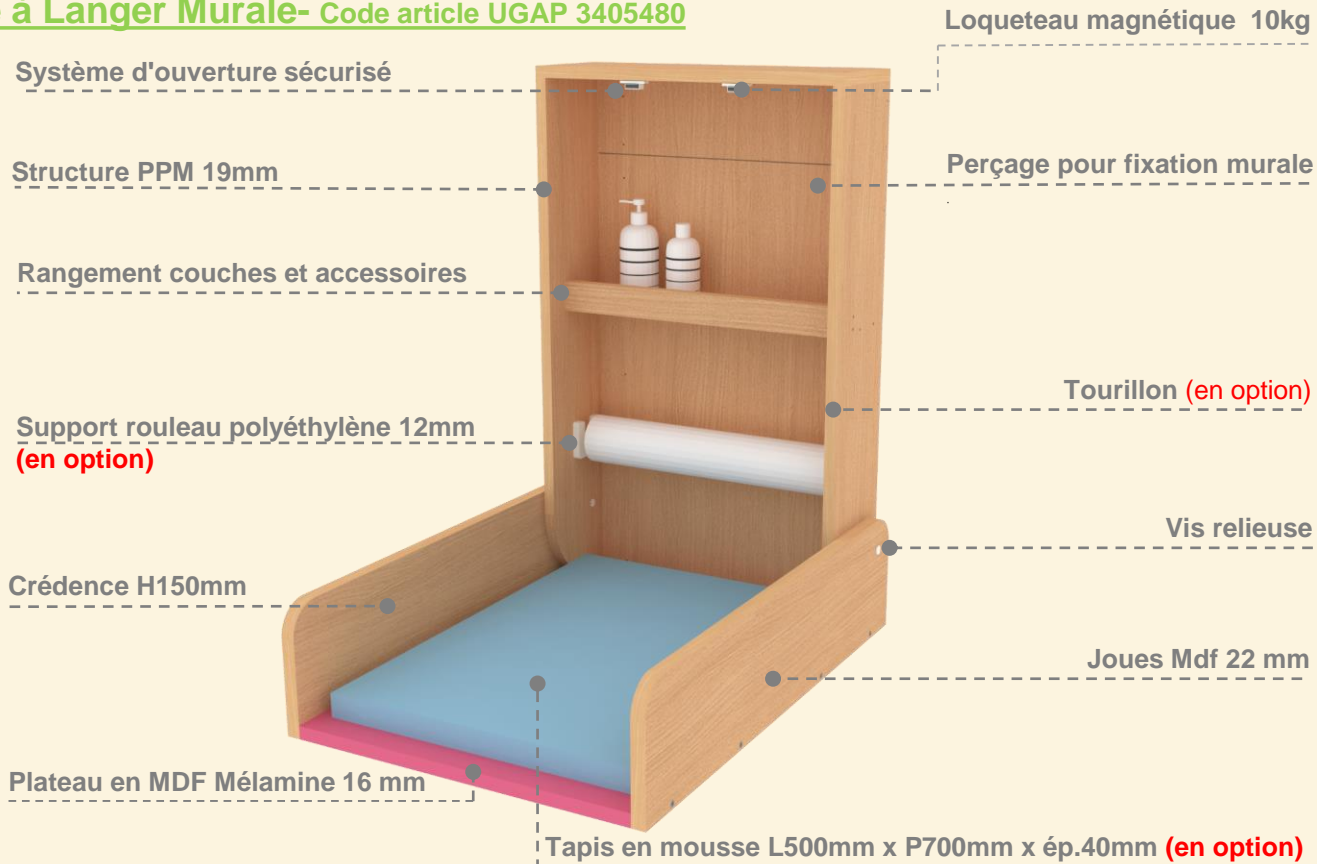 à Langer Murale- Code article UGAP 3405480
Loqueteau magnétique 10kg
Système d'ouverture sécurisé
Structure PPM 19mm
Perçage pour fixation murale
.
Rangement couches et accessoires
Tourillon (en option)
Support rouleau polyéthylène 12mm
(en option)
Vis relieuse
Crédence H150mm
Joues Mdf 22 mm
Plateau en MDF Mélamine 16 mm
Tapis en mousse L500mm x P700mm x ép.40mm (en option)